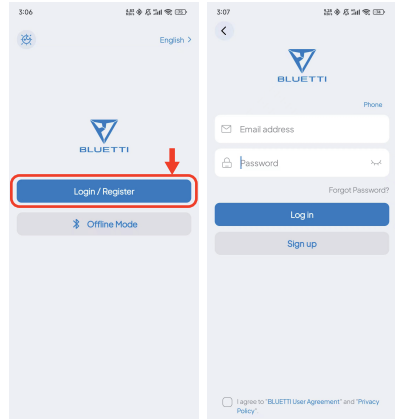 3:06
English >
BLUETTI
Login / Register
Offline Mode
3:07
BLUETTI
Phone
Email address
Password
Forgot Password?
Log in
Sign up
I agree to "BLUETTI User Agreement" and "Privacy
Policy".